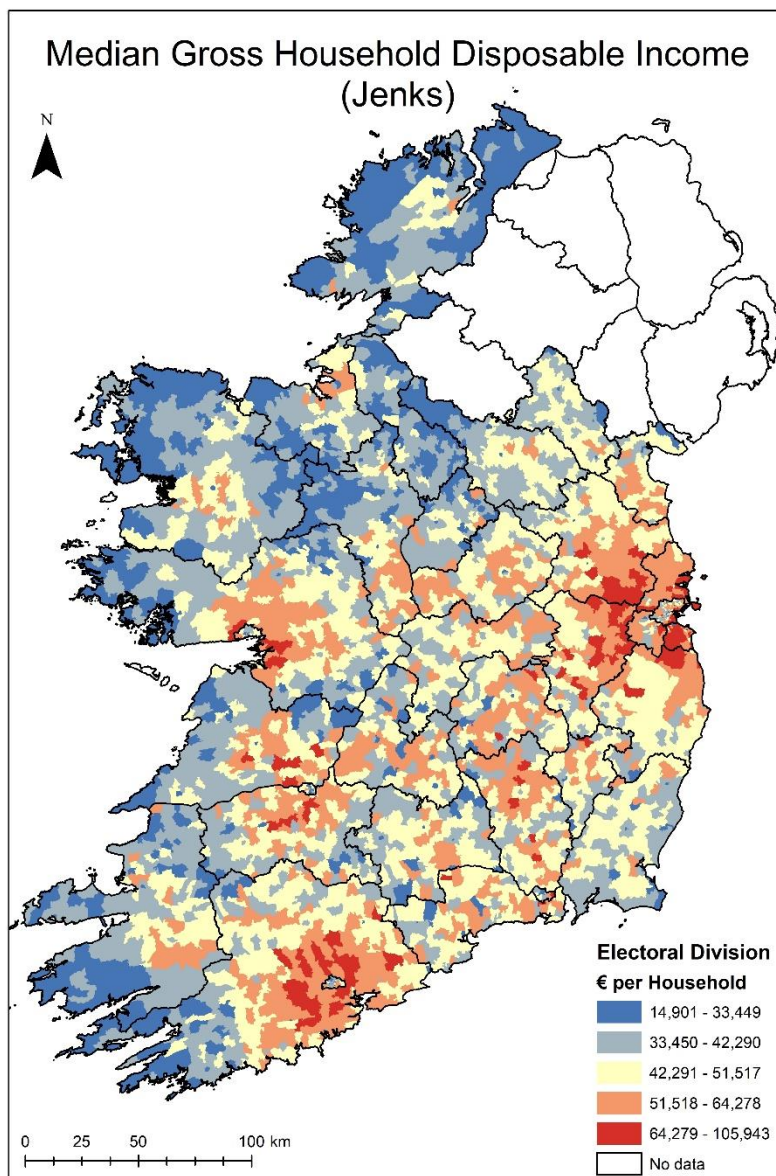 Median Gross Household Disposable Income
(Jenks)
N
Electoral Division
€ per Household
14,901 - 33,449
33,450 - 42,290
42,291 - 51,517
51,518 - 64,278
64,279 - 105,943
No data
0 25 50 100 km